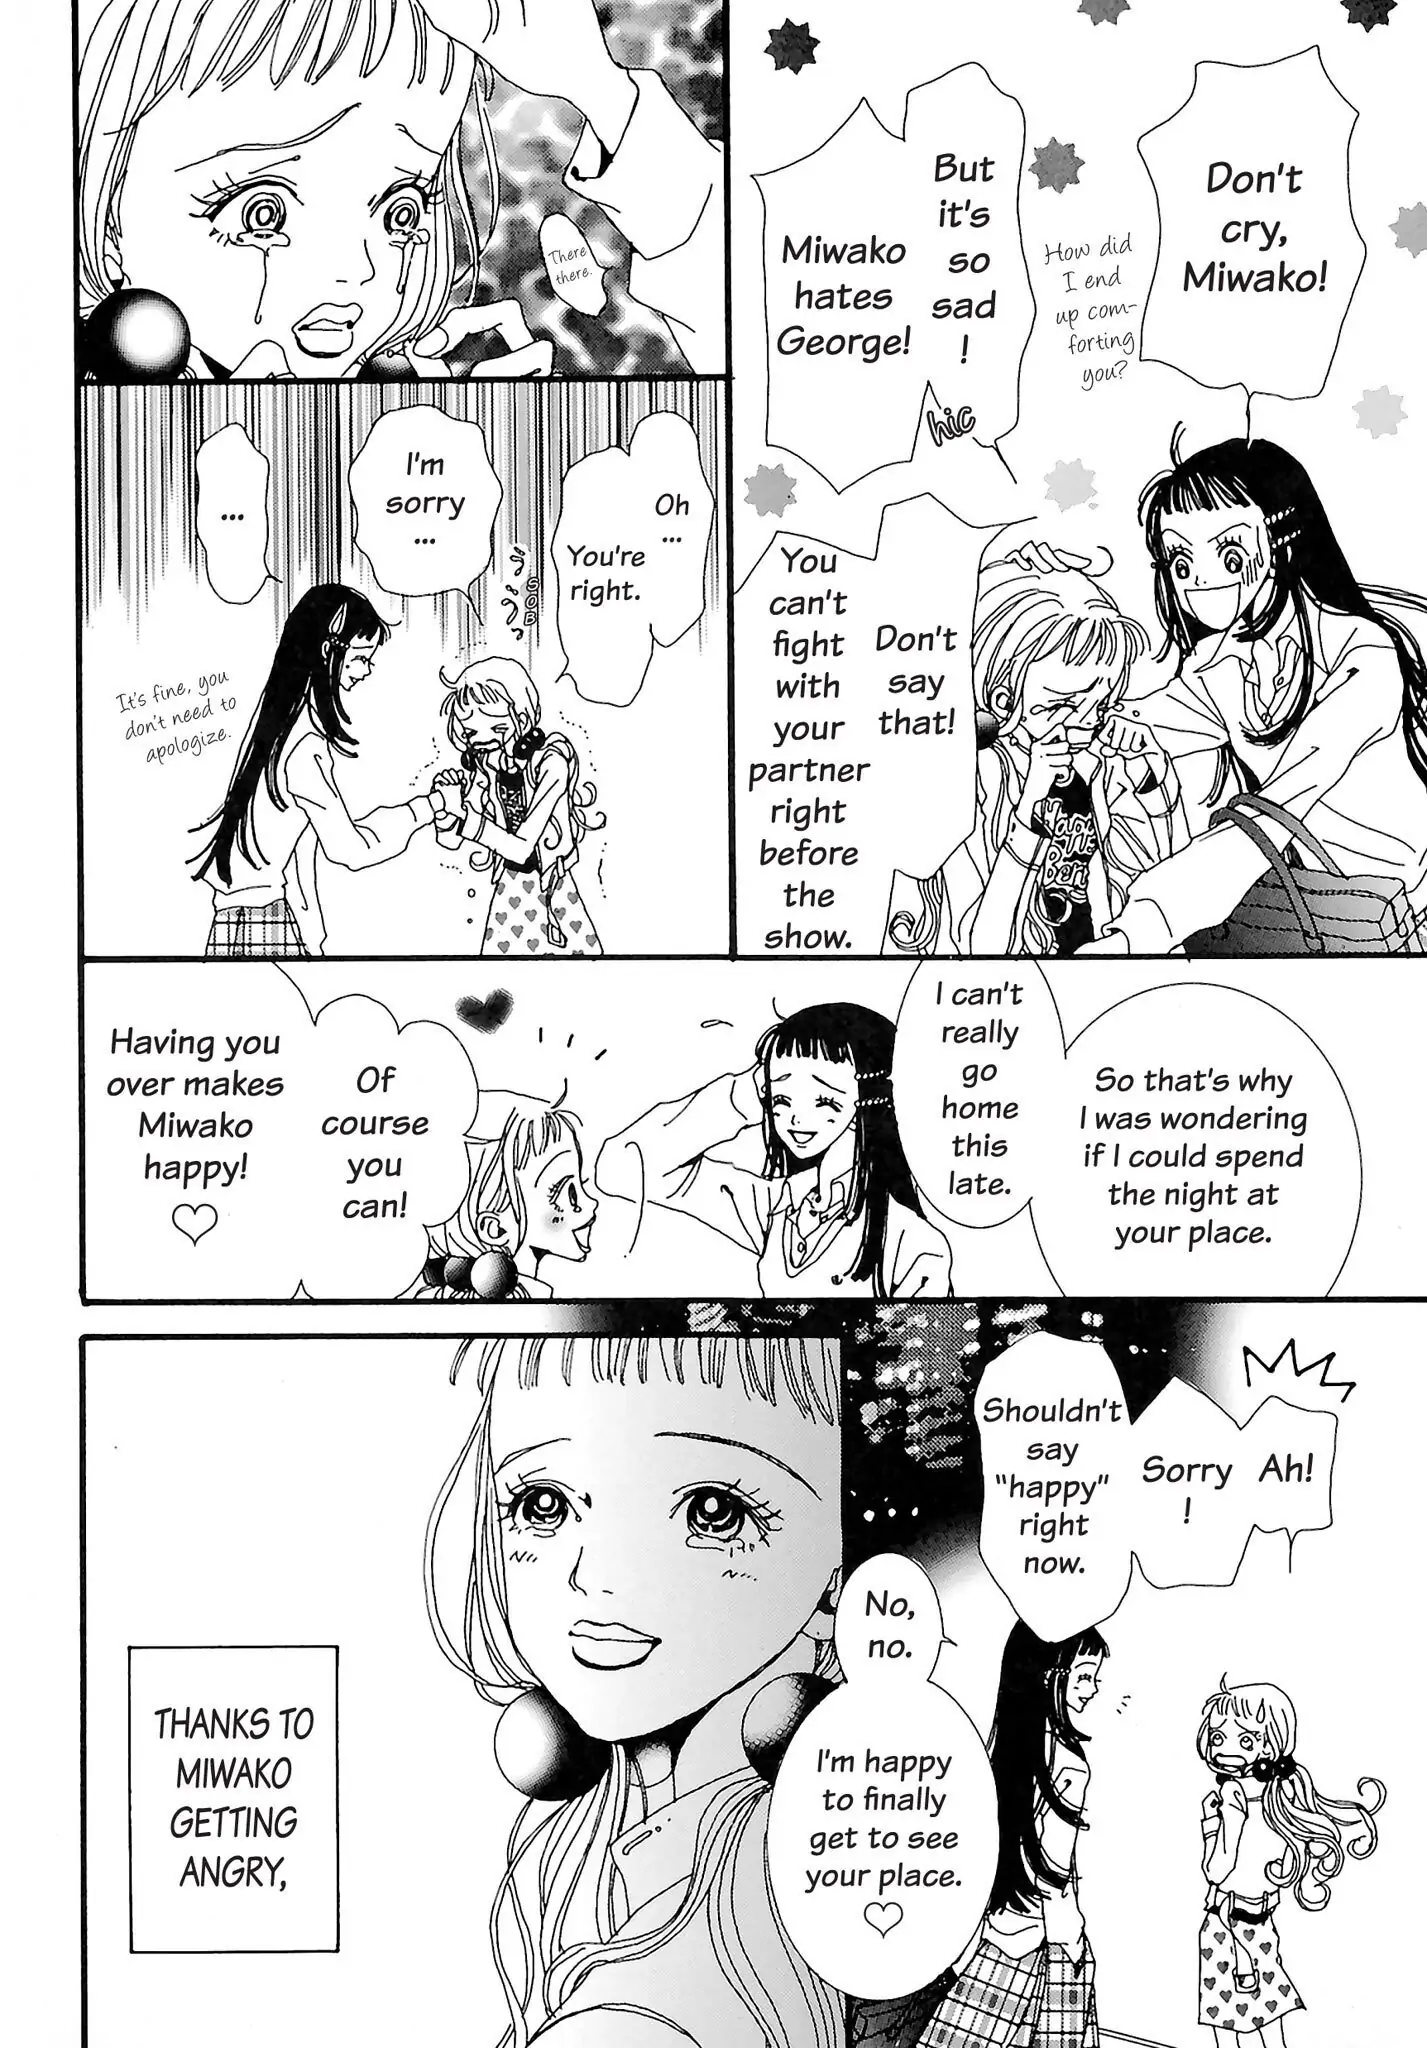 Don't
cry,
Miwako!
How did
I end
up com-
forting
you?
But
it's
so
sad
!
Miwako
hates
George!
hic
Don't
say
that!
You
can't
fight
with
your
partner
right
before
the
show.
Happy
Berr
There
there.
Oh
...
You're
right.
SOB
I'm
sorry
...
...
It's fine, you
don't need to
apologize.
So that's why
I was wondering
if I could spend
the night at
your place.
I can't
really
go
home
this
late.
Of
course
you
can!
Having you
over makes
Miwako
happy!
♡
Ah!
Sorry
!
Shouldn't
say
"happy"
right
now.
No,
no.
I'm happy
to finally
get to see
your place.
♡
THANKS TO
MIWAKO
GETTING
ANGRY,